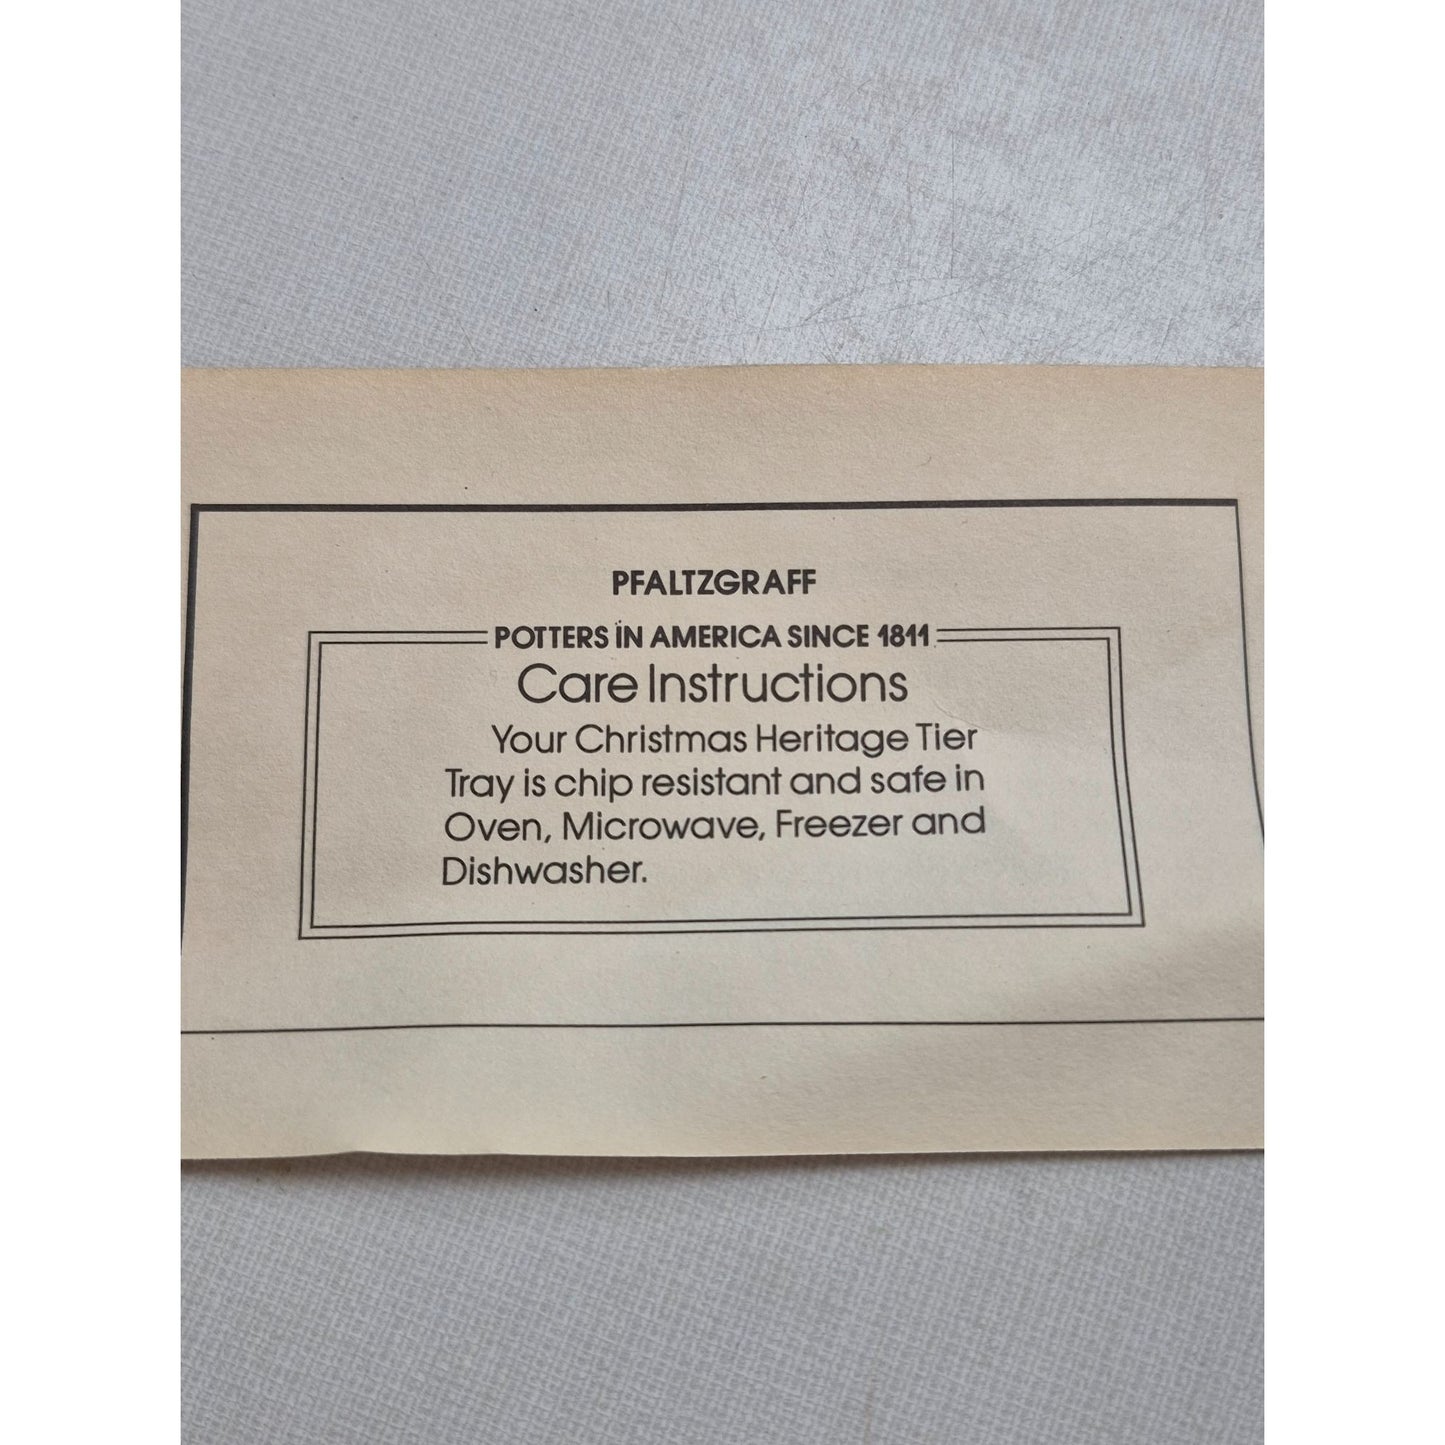 PFALTZGRAFF
POTTERS IN AMERICA SINCE 1811
Care Instructions
Your Christmas Heritage Tier
Tray is chip resistant and safe in
Oven, Microwave, Freezer and
Dishwasher.